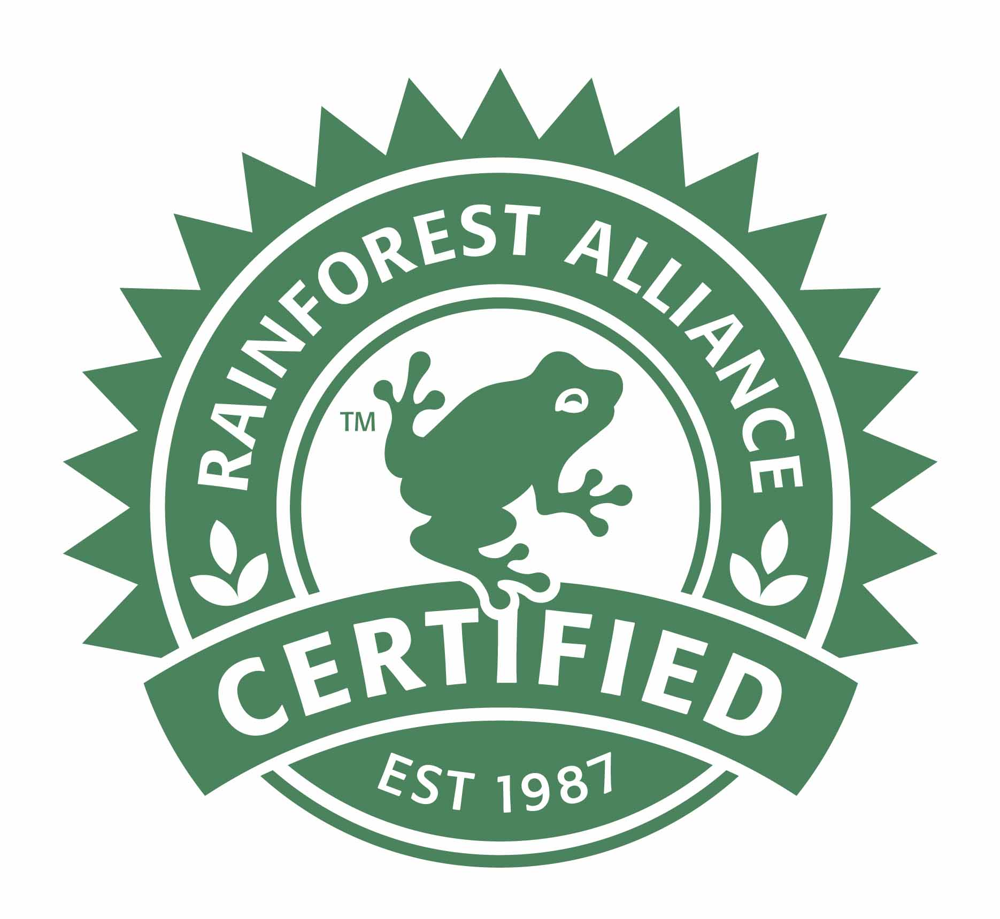 RAINFOREST ALLIANCE
TM
CERTIFIED
EST 1987